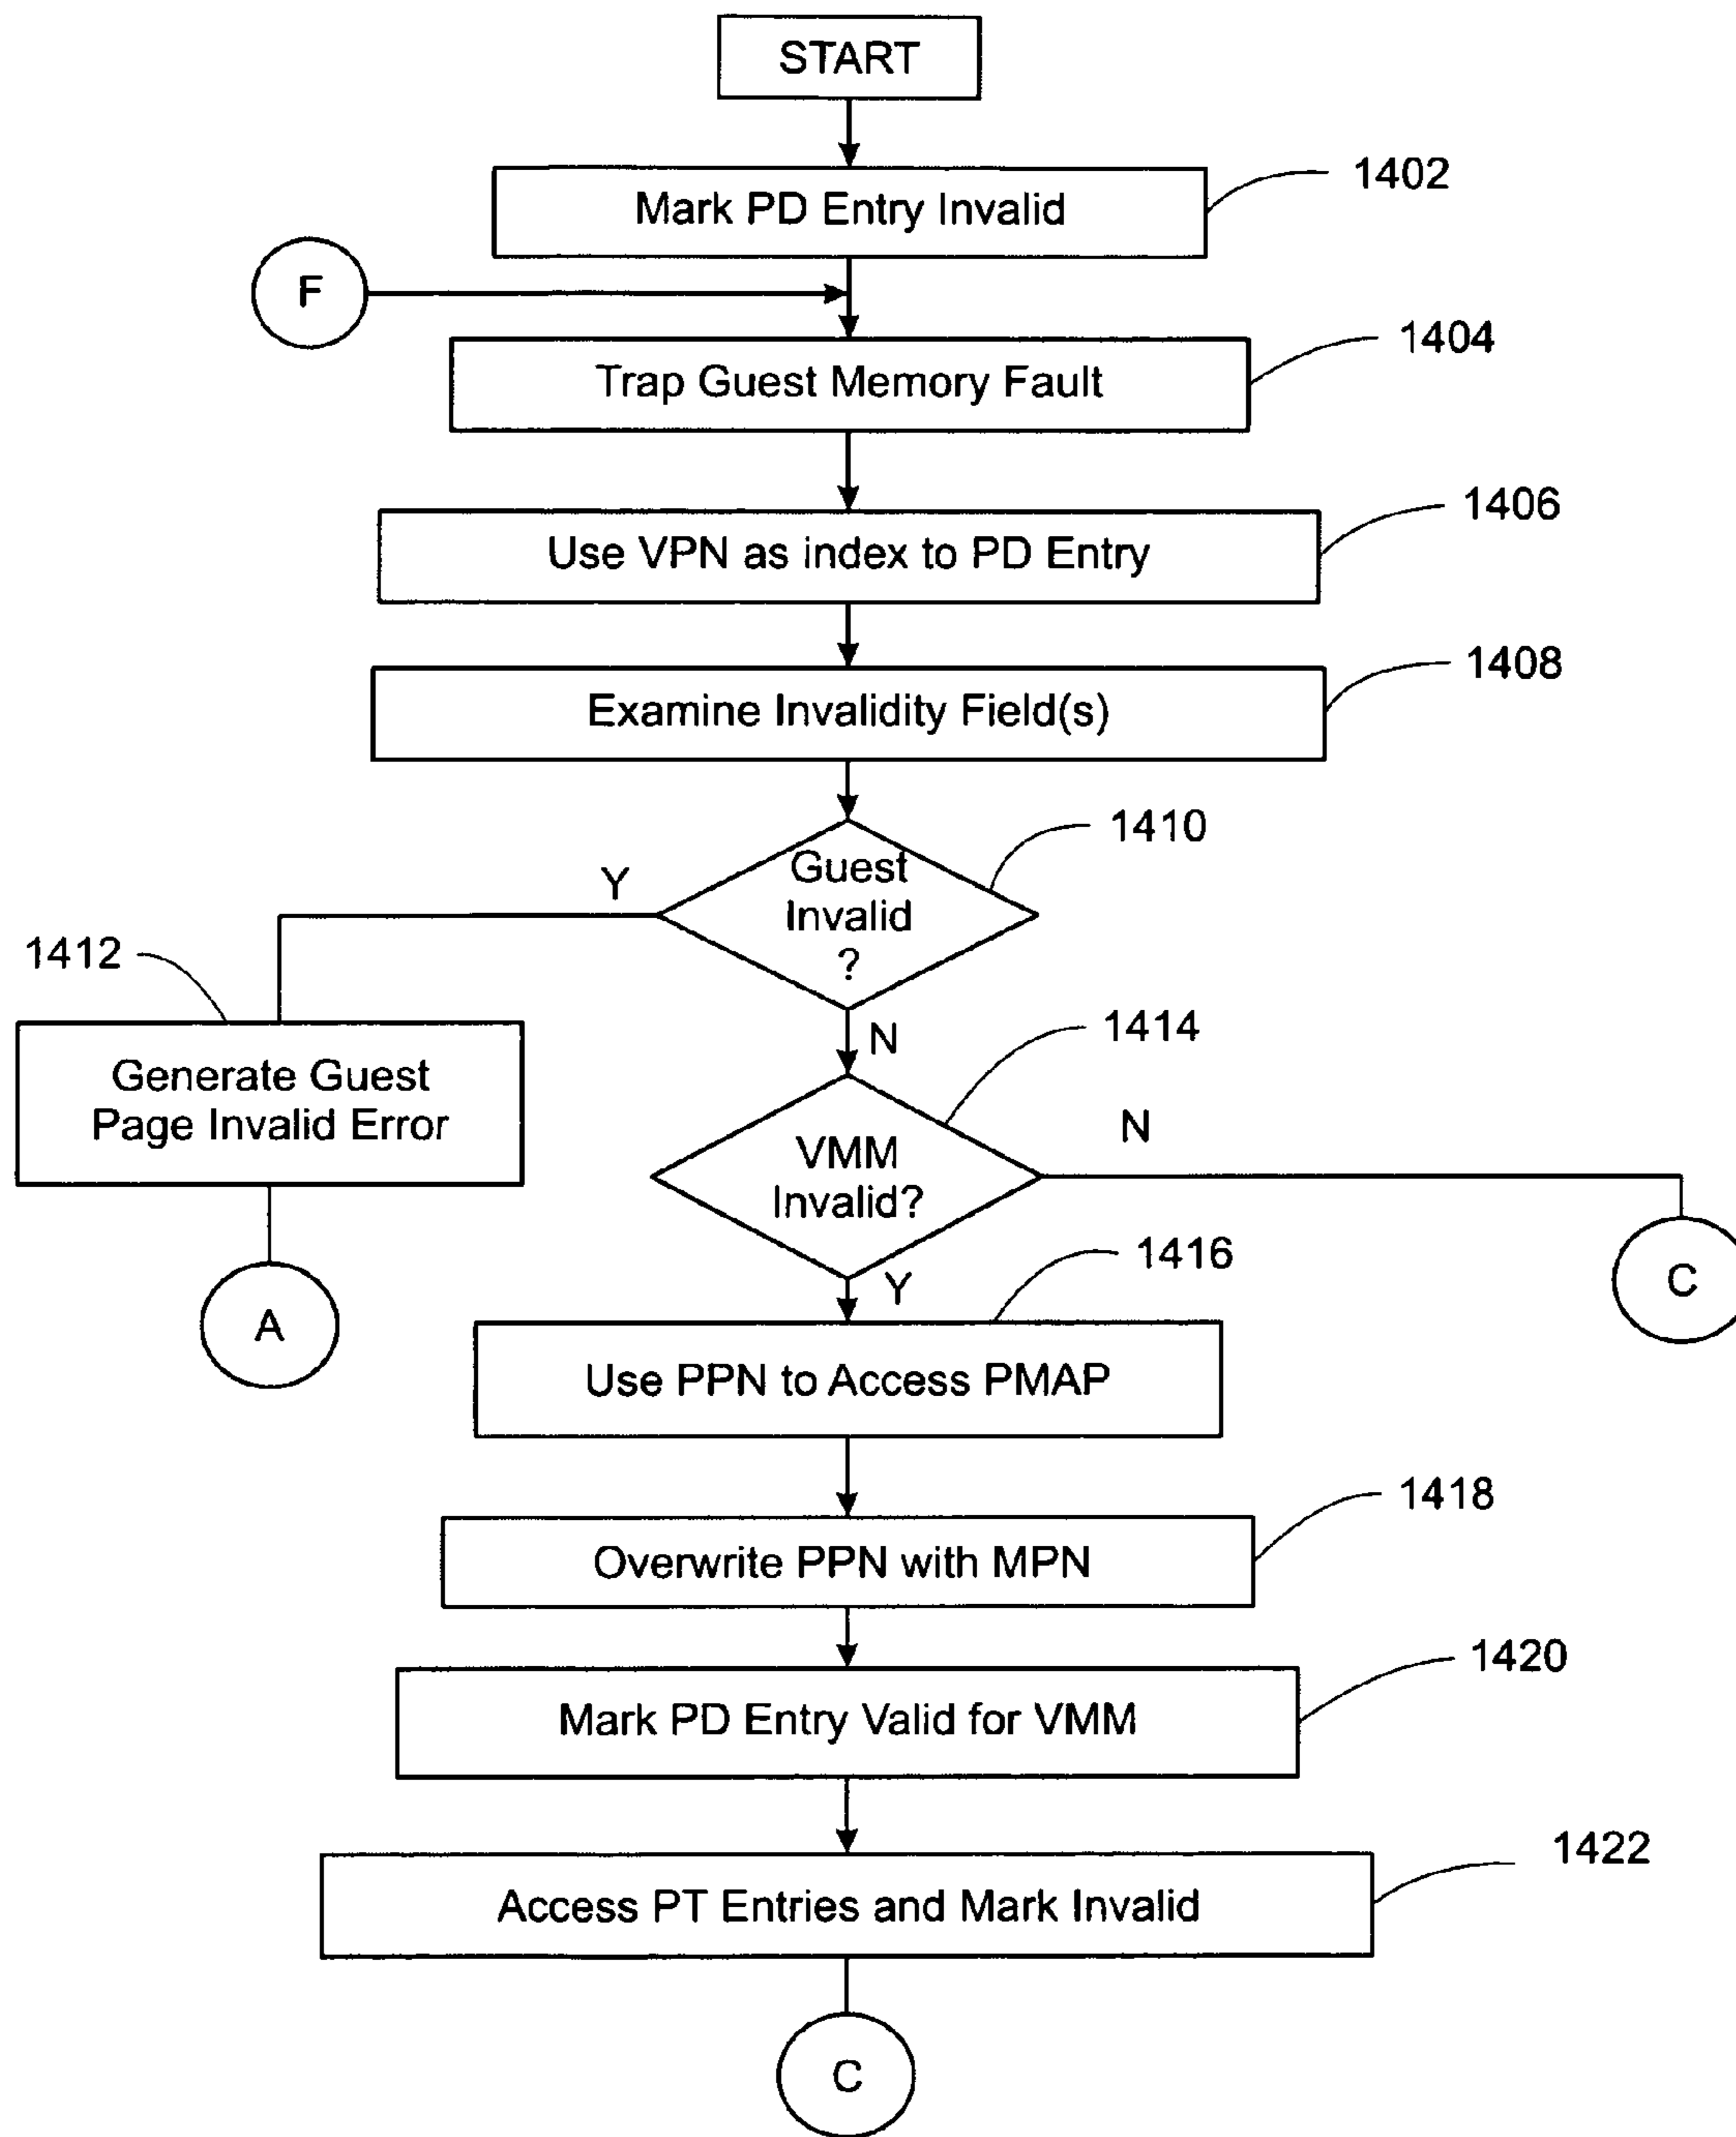 START
Mark PD Entry Invalid
1402
F
Trap Guest Memory Fault
1404
Use VPN as index to PD Entry
1406
Examine Invalidity Field(s)
1408
Guest
Invalid
?
1410
Y
N
1412
Generate Guest
Page Invalid Error
A
VMM
Invalid?
1414
N
C
Y
Use PPN to Access PMAP
1416
Overwrite PPN with MPN
1418
Mark PD Entry Valid for VMM
1420
Access PT Entries and Mark Invalid
1422
C